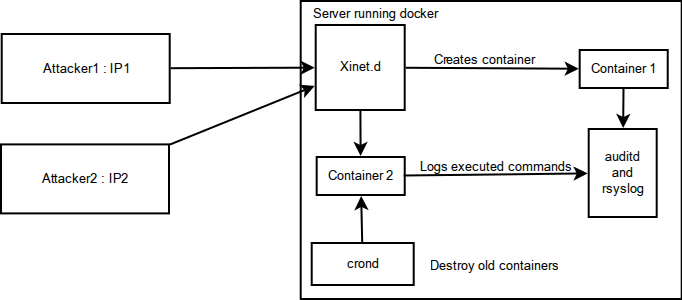 Server running docker
Attacker1 : IP1
Xinet.d
Creates container
Container 1
Attacker2 : IP2
Container 2
Logs executed commands
auditd
and
rsyslog
crond
Destroy old containers